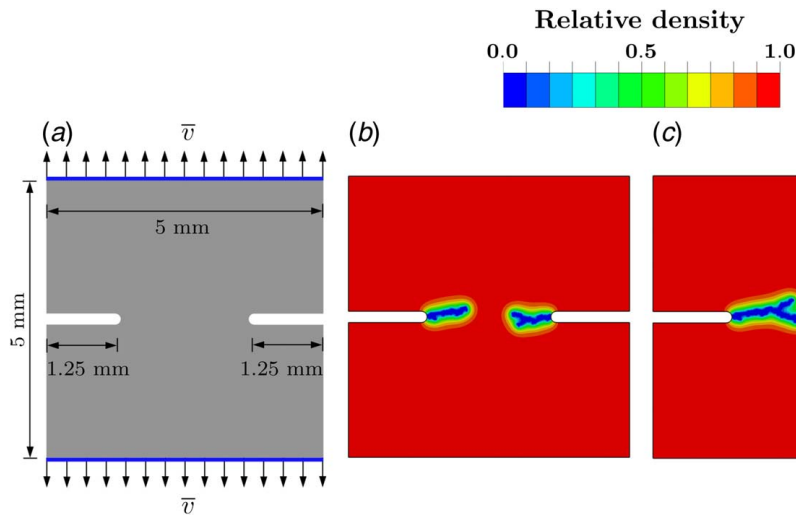 Relative density
0.0 0.5 1.0
(a) (b) (c)
v̅
5 mm
5 mm
1.25 mm 1.25 mm
v̅